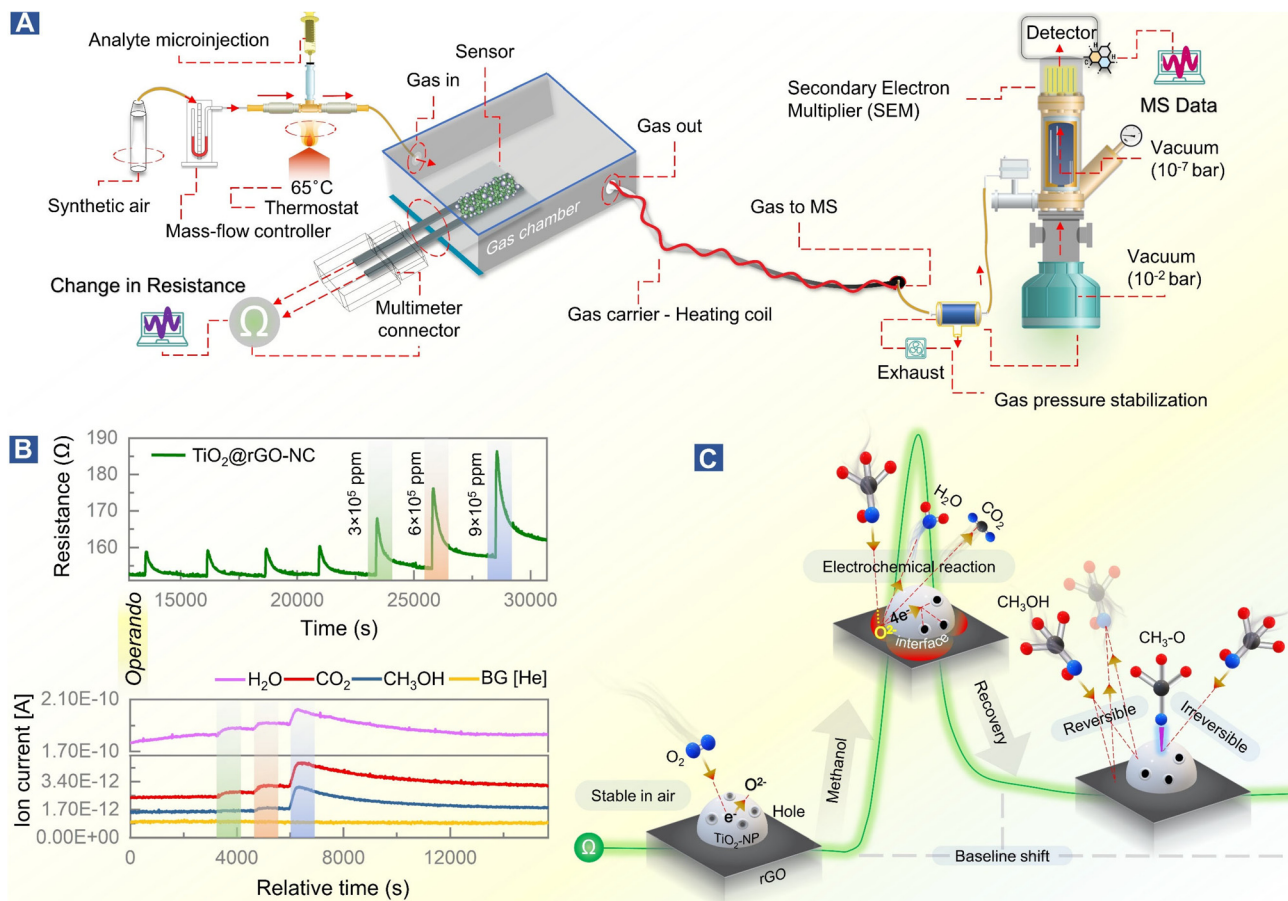 A
Analyte microinjection
Sensor
Gas in
Detector
H
C
H
Secondary Electron
Multiplier (SEM)
MS Data
Gas out
Vacuum
(10⁻⁷ bar)
65°C
Thermostat
Synthetic air
Mass-flow controller
Gas chamber
Gas to MS
Vacuum
(10⁻² bar)
Change in Resistance
Ω
Multimeter
connector
Gas carrier - Heating coil
Exhaust
Gas pressure stabilization
B
Resistance (Ω)
190
180
170
160
TiO₂@rGO-NC
3×10⁵ ppm
6×10⁵ ppm
9×10⁵ ppm
15000 20000 25000 30000
Time (s)
Operando
H₂O CO₂ CH₃OH BG [He]
Ion current [A]
2.10E-10
1.70E-10
3.40E-12
1.70E-12
0.00E+00
0 4000 8000 12000
Relative time (s)
C
H₂O
CO₂
Electrochemical reaction
4e⁻
O²⁻
interface
CH₃OH
CH₃-O
Reversible
Irreversible
Recovery
Methanol
O₂
O²⁻
Stable in air
e⁻
Hole
TiO₂-NP
rGO
Ω
Baseline shift